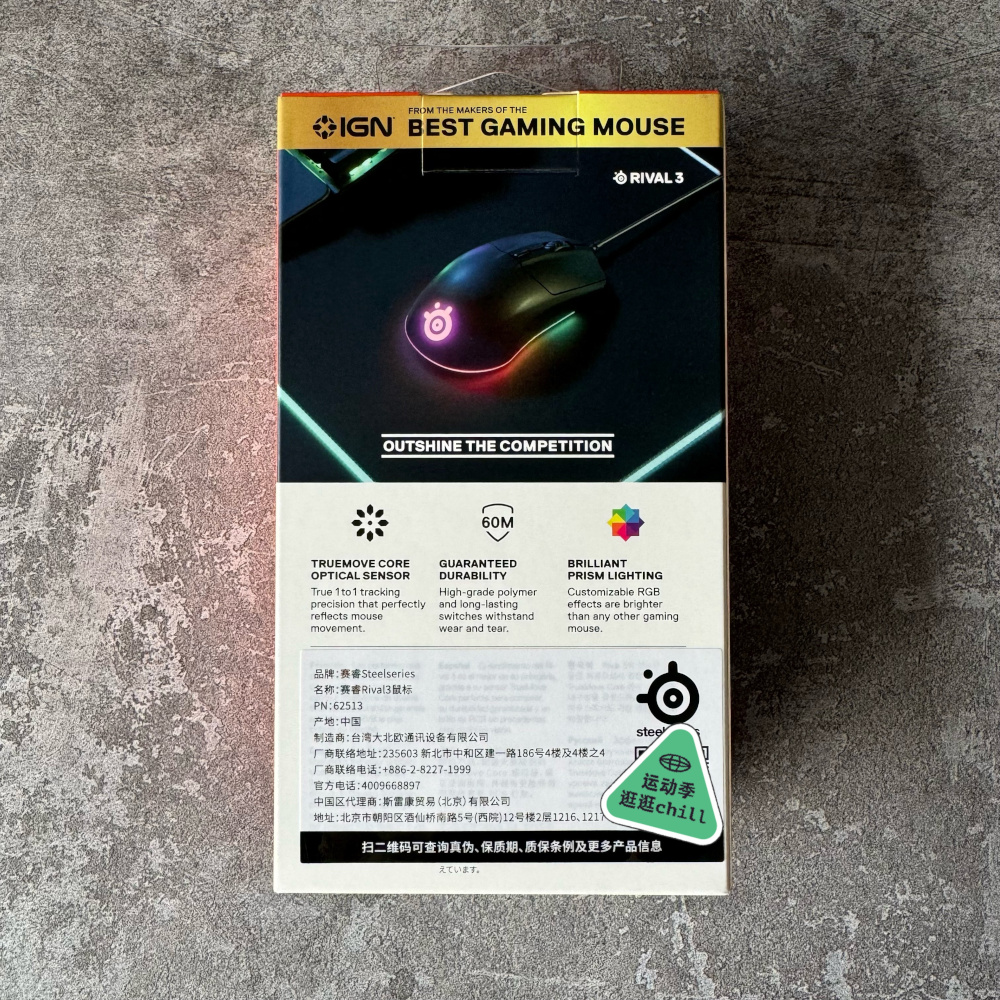 FROM THE MAKERS OF THE
IGN BEST GAMING MOUSE
RIVAL 3
OUTSHINE THE COMPETITION
60M
TRUEMOVE CORE
OPTICAL SENSOR
True 1to1 tracking
precision that perfectly
reflects mouse
movement.
GUARANTEED
DURABILITY
High-grade polymer
and long-lasting
switches withstand
wear and tear.
BRILLIANT
PRISM LIGHTING
Customizable RGB
effects are brighter
than any other gaming
mouse.
品牌:赛睿Steelseries
名称:赛睿Rival3鼠标
PN:62513
产地:中国
制造商:台湾大北欧通讯设备有限公司
厂商联络地址:235603 新北市中和区建一路186号4楼及4楼之4
厂商联络电话:+886-2-8227-1999
官方电话:4009668897
中国区代理商:斯雷康贸易(北京)有限公司
地址:北京市朝阳区酒仙桥南路5号(西院)12号楼2层1216、1217
运动季
逛逛chill
扫二维码可查询真伪、保质期、质保条例及更多产品信息
えています。